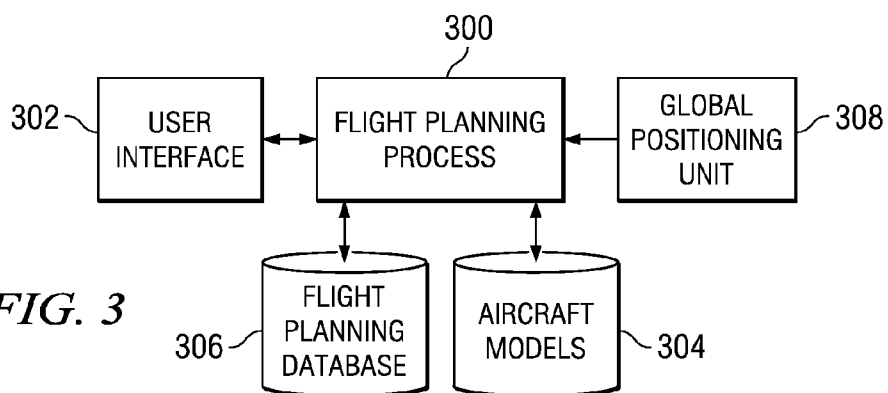 300
302
USER
INTERFACE
FLIGHT PLANNING
PROCESS
GLOBAL
POSITIONING
UNIT
308
FIG. 3
306
FLIGHT
PLANNING
DATABASE
AIRCRAFT
MODELS
304